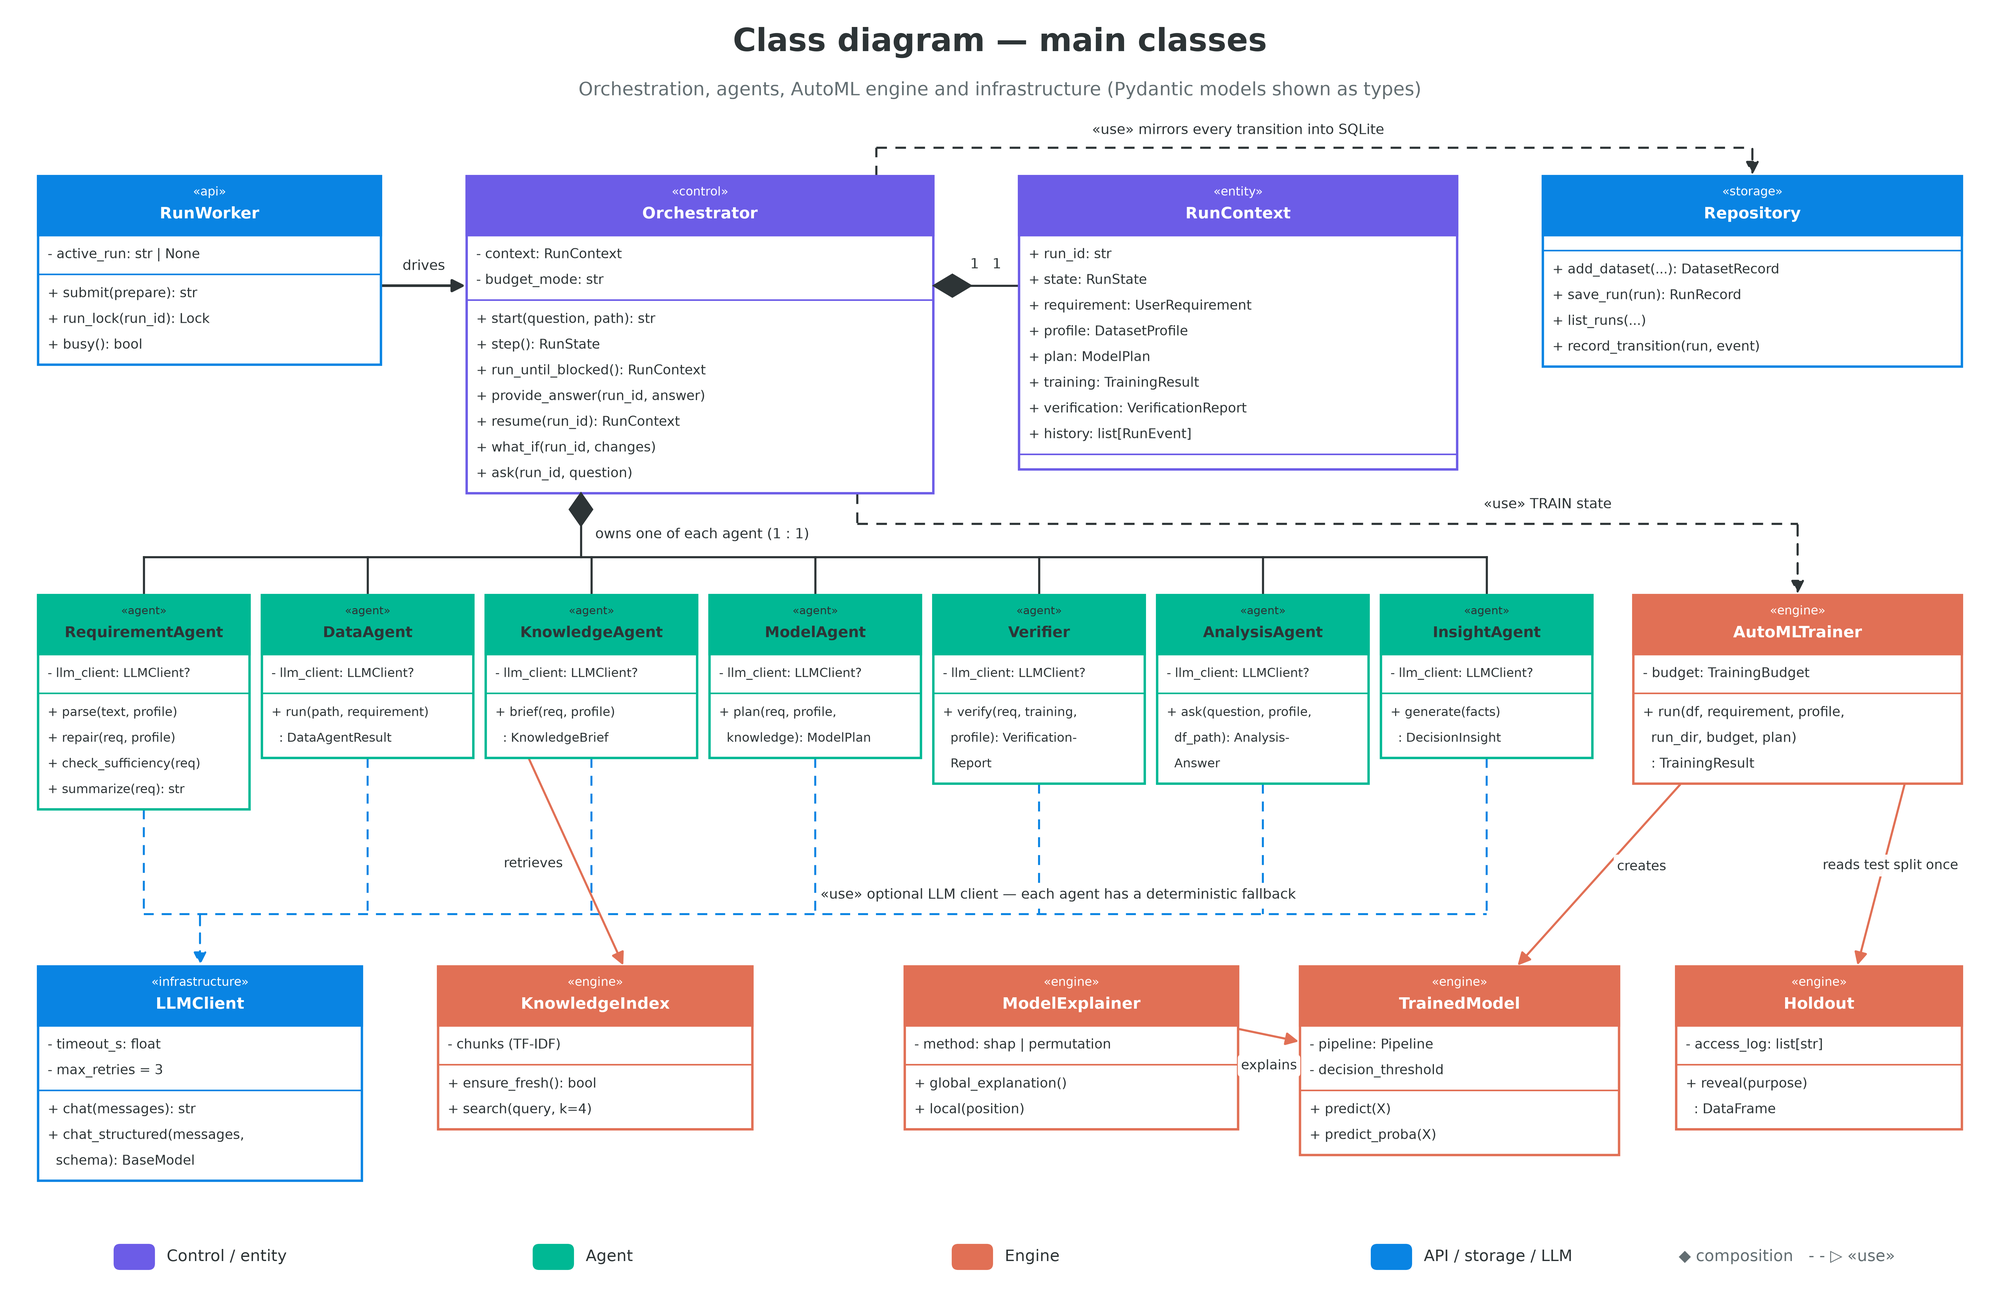 Class diagram — main classes
Orchestration, agents, AutoML engine and infrastructure (Pydantic models shown as types)
«use» mirrors every transition into SQLite
«api»
RunWorker
- active_run: str | None
+ submit(prepare): str
+ run_lock(run_id): Lock
+ busy(): bool
drives
«control»
Orchestrator
- context: RunContext
- budget_mode: str
+ start(question, path): str
+ step(): RunState
+ run_until_blocked(): RunContext
+ provide_answer(run_id, answer)
+ resume(run_id): RunContext
+ what_if(run_id, changes)
+ ask(run_id, question)
1 1
«entity»
RunContext
+ run_id: str
+ state: RunState
+ requirement: UserRequirement
+ profile: DatasetProfile
+ plan: ModelPlan
+ training: TrainingResult
+ verification: VerificationReport
+ history: list[RunEvent]
«storage»
Repository
+ add_dataset(...): DatasetRecord
+ save_run(run): RunRecord
+ list_runs(...)
+ record_transition(run, event)
«use» TRAIN state
owns one of each agent (1 : 1)
«agent»
RequirementAgent
- llm_client: LLMClient?
+ parse(text, profile)
+ repair(req, profile)
+ check_sufficiency(req)
+ summarize(req): str
«agent»
DataAgent
- llm_client: LLMClient?
+ run(path, requirement)
: DataAgentResult
«agent»
KnowledgeAgent
- llm_client: LLMClient?
+ brief(req, profile)
: KnowledgeBrief
«agent»
ModelAgent
- llm_client: LLMClient?
+ plan(req, profile,
knowledge): ModelPlan
«agent»
Verifier
- llm_client: LLMClient?
+ verify(req, training,
profile): Verification-
Report
«agent»
AnalysisAgent
- llm_client: LLMClient?
+ ask(question, profile,
df_path): Analysis-
Answer
«agent»
InsightAgent
- llm_client: LLMClient?
+ generate(facts)
: DecisionInsight
«engine»
AutoMLTrainer
- budget: TrainingBudget
+ run(df, requirement, profile,
run_dir, budget, plan)
: TrainingResult
retrieves
creates
reads test split once
«use» optional LLM client — each agent has a deterministic fallback
«infrastructure»
LLMClient
- timeout_s: float
- max_retries = 3
+ chat(messages): str
+ chat_structured(messages,
schema): BaseModel
«engine»
KnowledgeIndex
- chunks (TF-IDF)
+ ensure_fresh(): bool
+ search(query, k=4)
«engine»
ModelExplainer
- method: shap | permutation
+ global_explanation()
+ local(position)
explains
«engine»
TrainedModel
- pipeline: Pipeline
- decision_threshold
+ predict(X)
+ predict_proba(X)
«engine»
Holdout
- access_log: list[str]
+ reveal(purpose)
: DataFrame
Control / entity
Agent
Engine
API / storage / LLM
◆ composition - - ▷ «use»